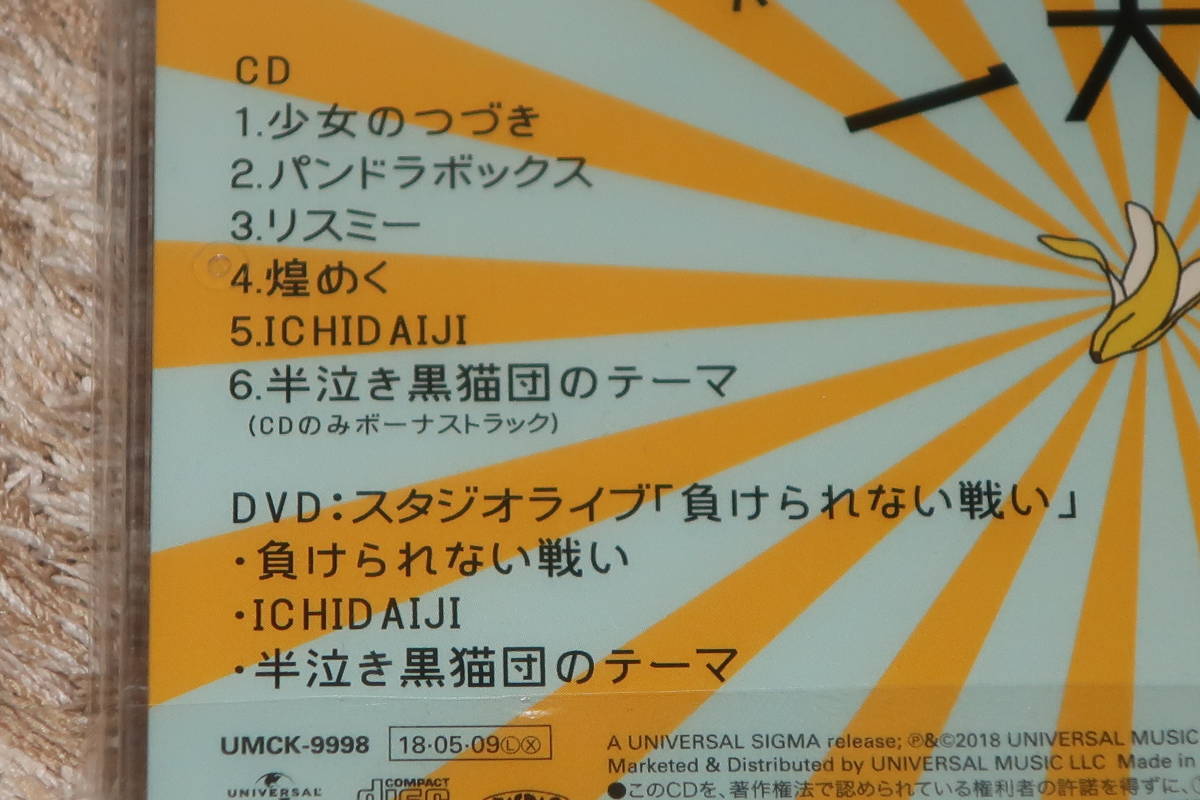 CD
1.少女のつづき
2.パンドラボックス
3.リスミー
4.煌めく
5.ICHIDAIJI
6.半泣き黒猫団のテーマ
(CDのみボーナストラック)
DVD:スタジオライブ「負けられない戦い」
・負けられない戦い
・ICHIDAIJI
・半泣き黒猫団のテーマ
UMCK-9998 18・05・09ⓁⓍ
A UNIVERSAL SIGMA release; ℗&©2018 UNIVERSAL MUSIC
Marketed & Distributed by UNIVERSAL MUSIC LLC Made in
●このCDを、著作権法で認められている権利者の許諾を得ずに、
UNIVERSAL
COMPACT